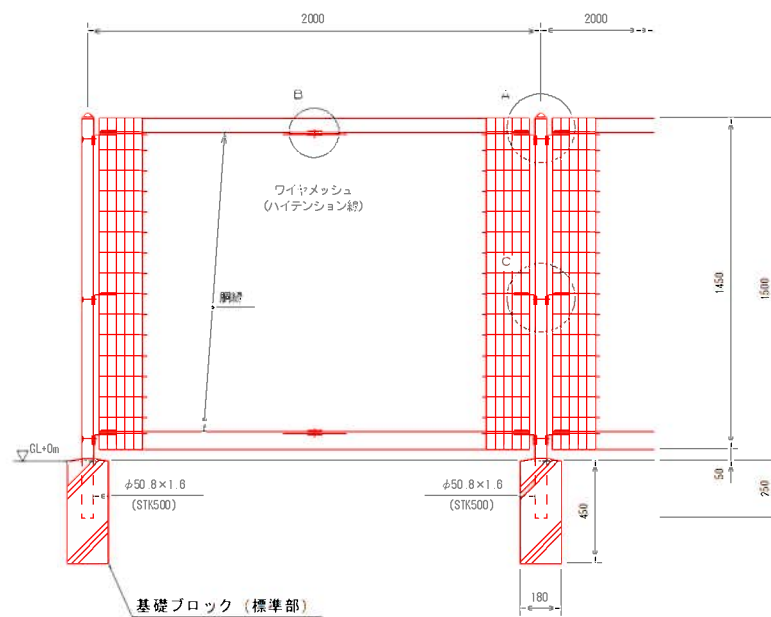 2000
2000
B
A
ワイヤメッシュ
(ハイテンション線)
C
胴縁
1450
1500
GL+0m
50
250
φ50.8×1.6
(STK500)
φ50.8×1.6
(STK500)
450
180
基礎ブロック (標準部)